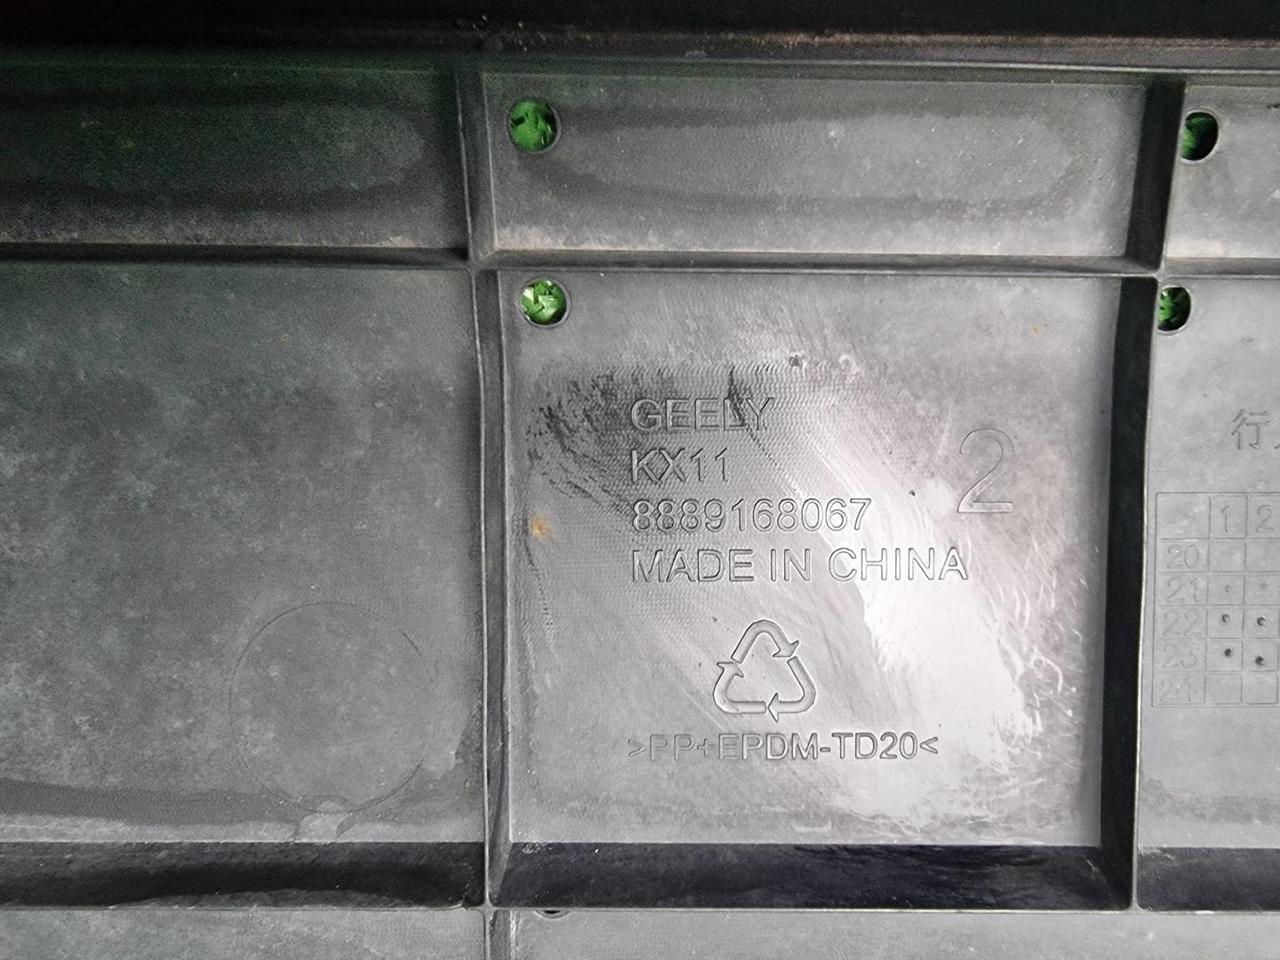 GEELY
KX11
8889168067
MADE IN CHINA
2
>PP+EPDM-TD20<
行
1 2
20
21
22
23
24